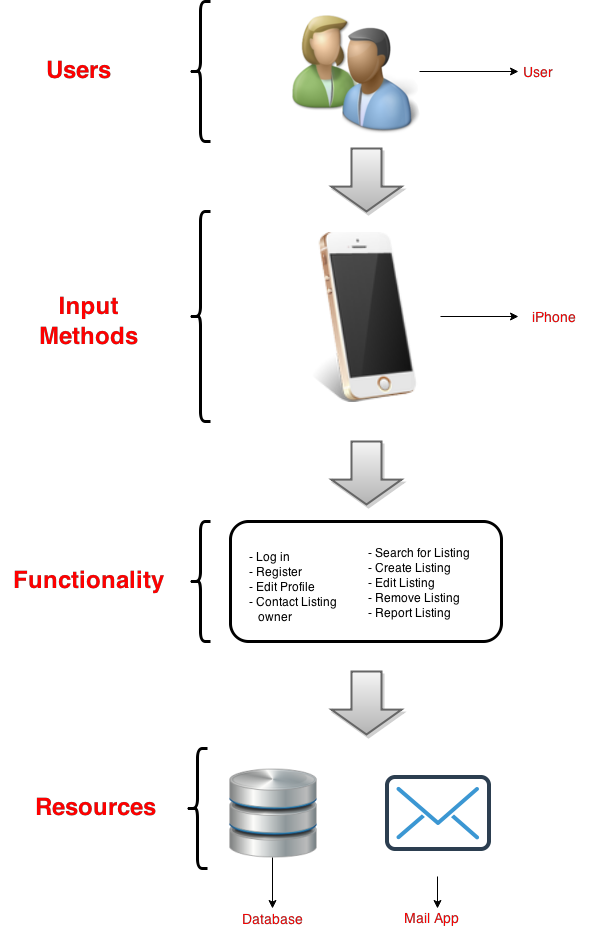 Users
User
Input
Methods
iPhone
Functionality
- Log in
- Register
- Edit Profile
- Contact Listing
owner
- Search for Listing
- Create Listing
- Edit Listing
- Remove Listing
- Report Listing
Resources
Database
Mail App